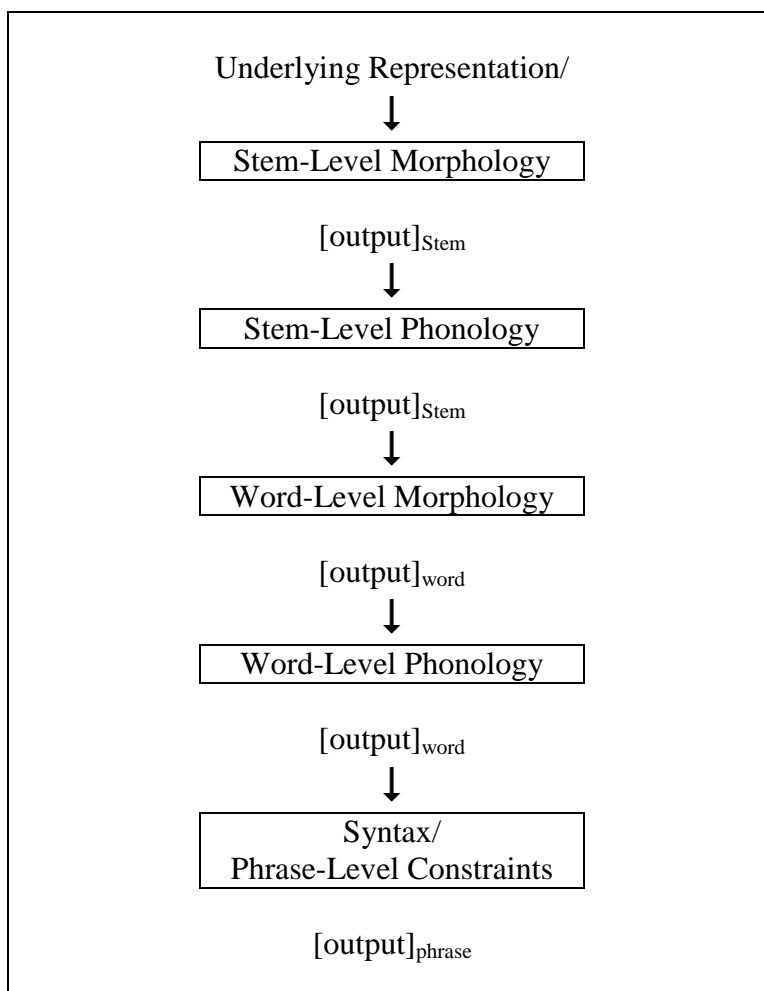 Underlying Representation/
Stem-Level Morphology
[output]Stem
Stem-Level Phonology
[output]Stem
Word-Level Morphology
[output]word
Word-Level Phonology
[output]word
Syntax/
Phrase-Level Constraints
[output]phrase